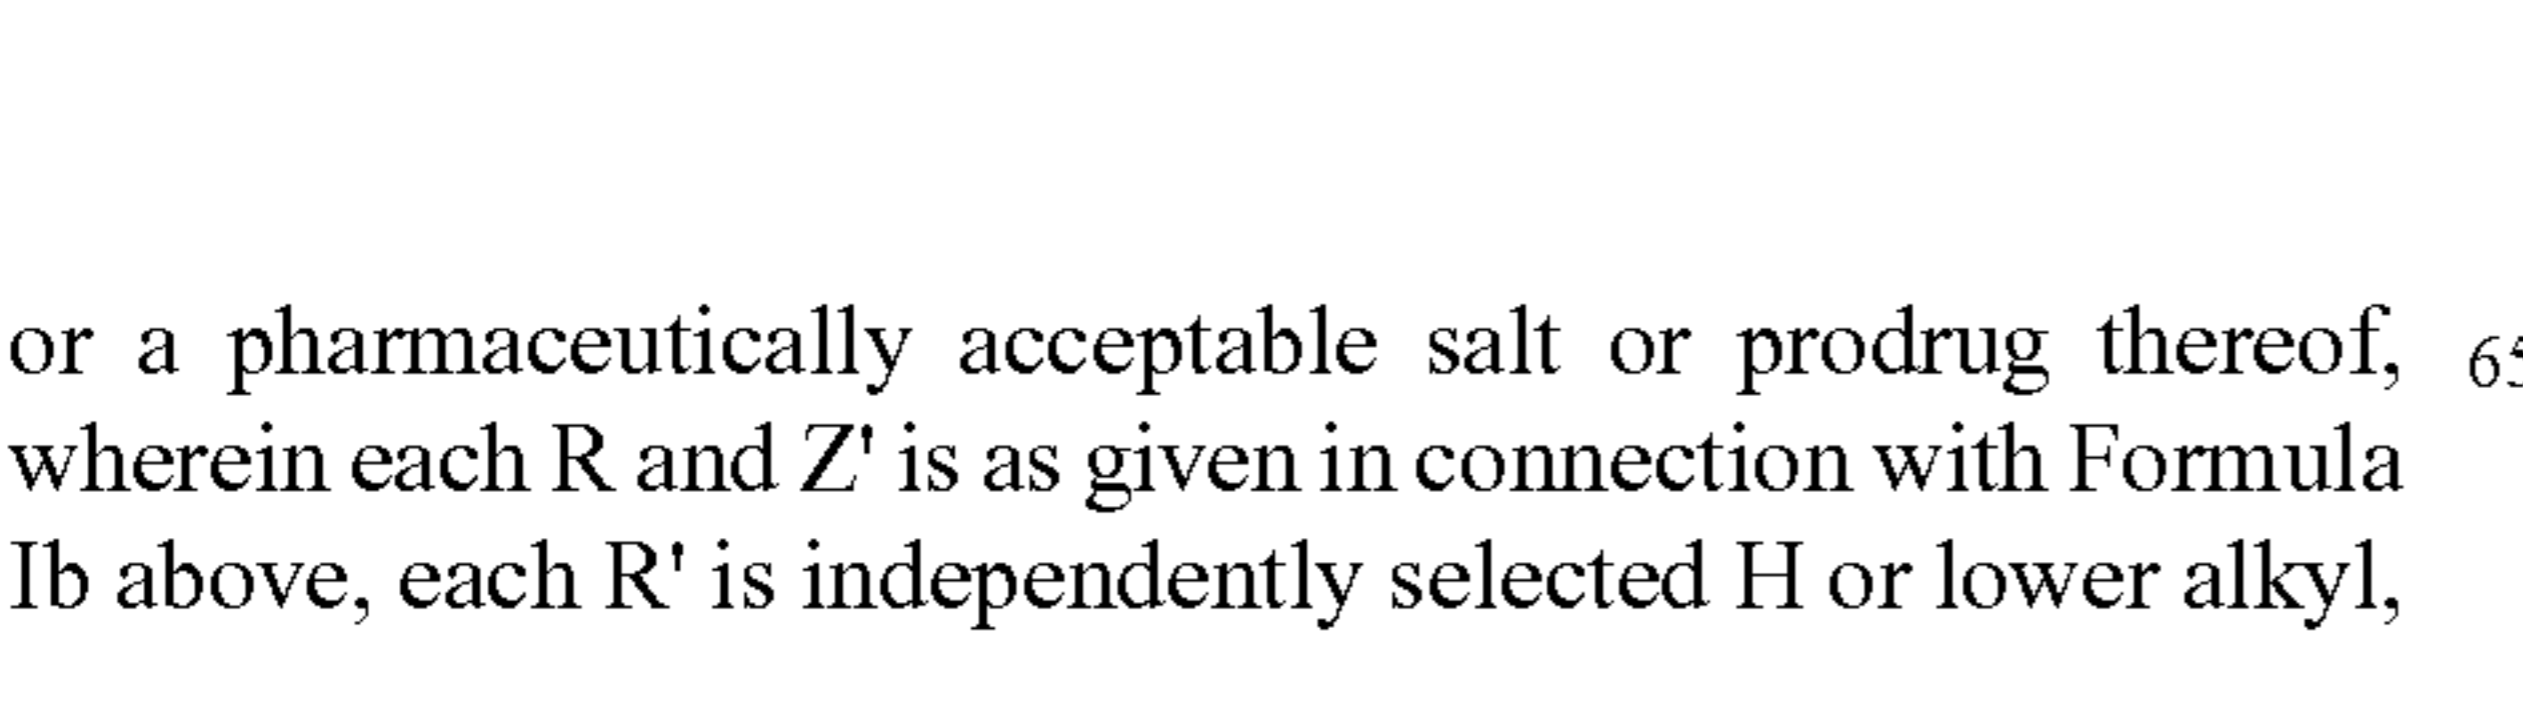 or a pharmaceutically acceptable salt or prodrug thereof, 65
wherein each R and Z' is as given in connection with Formula
Ib above, each R' is independently selected H or lower alkyl,